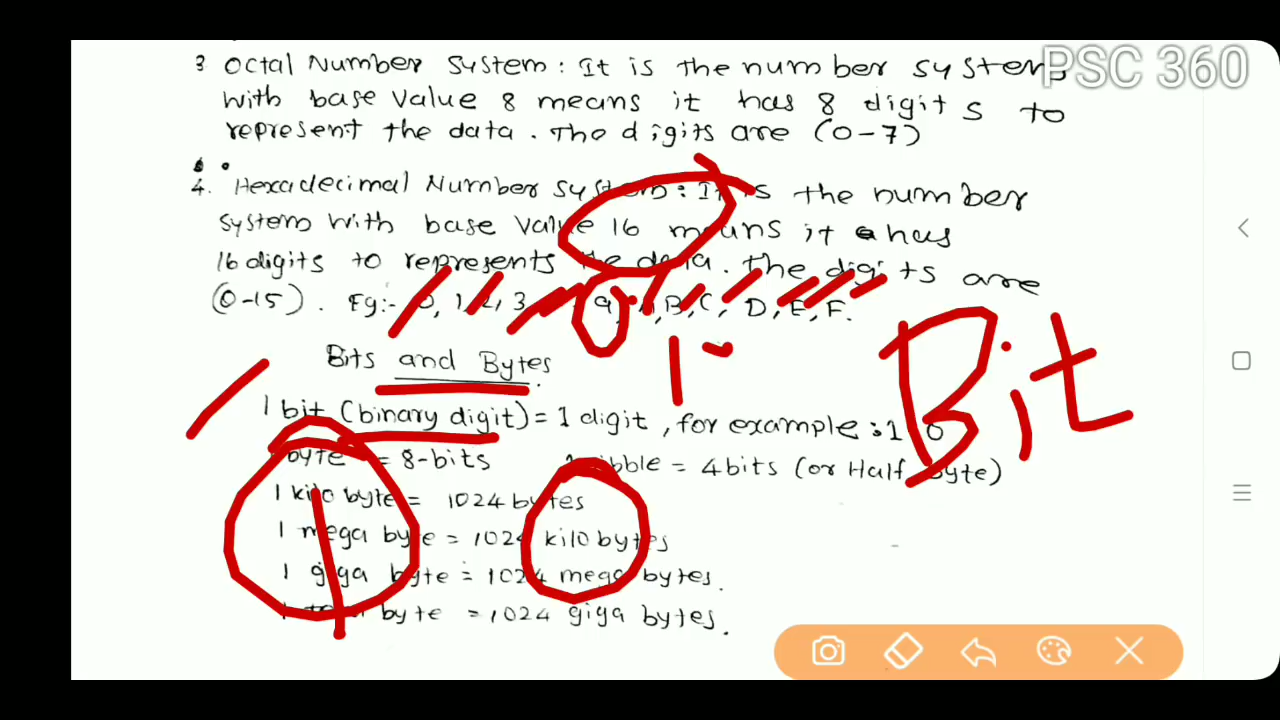 PSC 360
3 Octal Number System: It is the number system
with base value 8 means it has 8 digits to
represent the data. The digits are (0-7)
4. Hexadecimal Number System: It is the number
system with base value 16 means it has
16 digits to represents the data. The digits are
(0-15). Eg:- 0, 1, 2, 3 9, A, B, C, D, E, F.
Bits and Bytes
1 bit (binary digit) = 1 digit, for example: 1 0
Bit
byte = 8-bits = 4 bits (or Half byte)
1 kilo byte = 1024 bytes
1 mega byte = 1024 kilo bytes
1 giga byte = 1024 mega bytes.
byte = 1024 giga bytes.